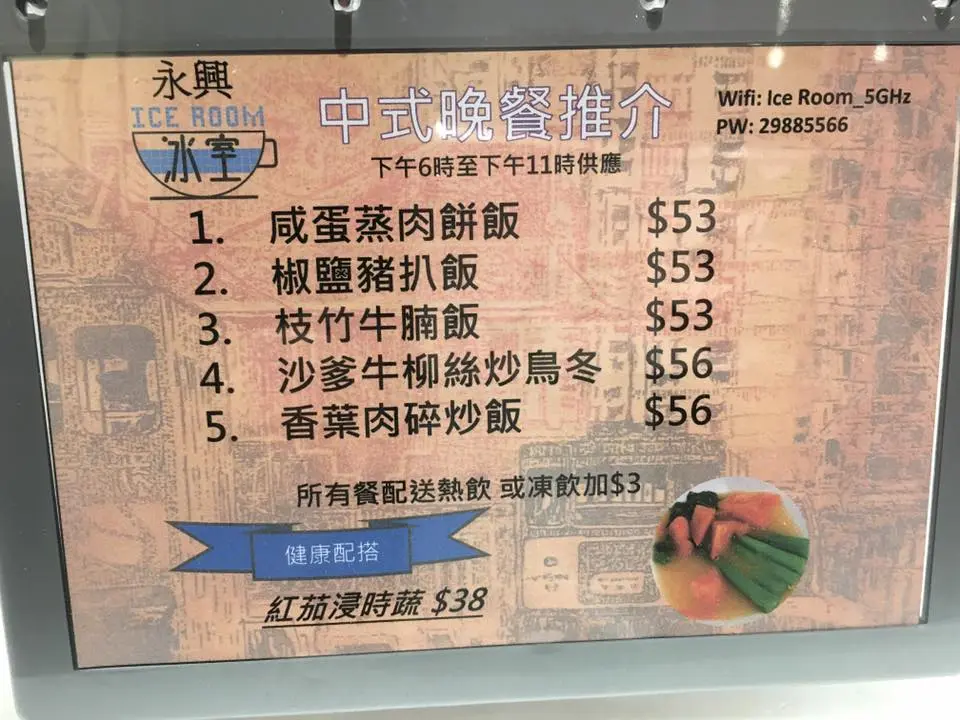 永興
ICE ROOM
冰室
中式晚餐推介
下午6時至下午11時供應
Wifi: Ice Room_5GHz
PW: 29885566
1. 咸蛋蒸肉餅飯 $53
2. 椒鹽豬扒飯 $53
3. 枝竹牛腩飯 $53
4. 沙爹牛柳絲炒鳥冬 $56
5. 香葉肉碎炒飯 $56
所有餐配送熱飲 或凍飲加$3
健康配搭
紅茄浸時蔬 $38